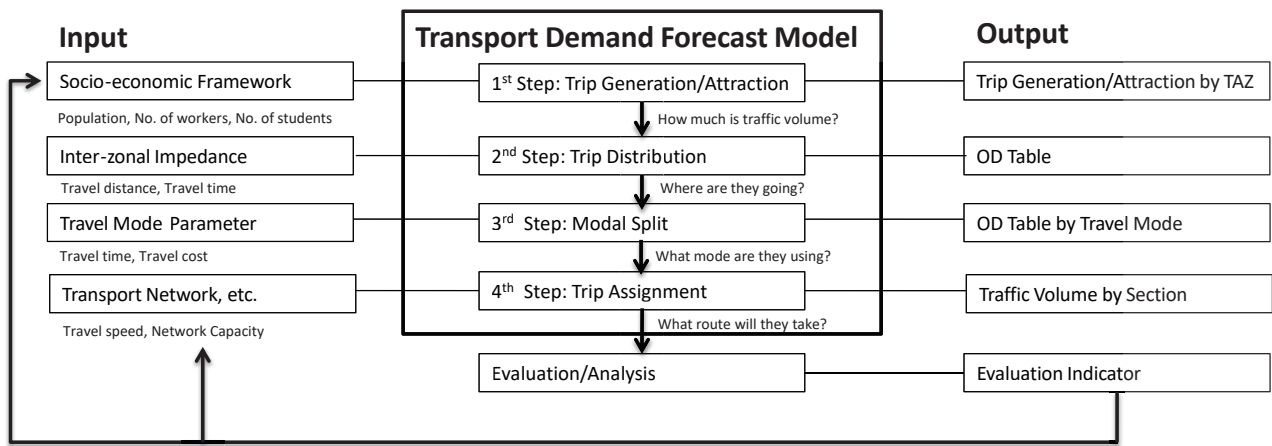 Input
Transport Demand Forecast Model
Output
Socio-economic Framework
1st Step: Trip Generation/Attraction
Trip Generation/Attraction by TAZ
Population, No. of workers, No. of students
How much is traffic volume?
Inter-zonal Impedance
2nd Step: Trip Distribution
OD Table
Travel distance, Travel time
Where are they going?
Travel Mode Parameter
3rd Step: Modal Split
OD Table by Travel Mode
Travel time, Travel cost
What mode are they using?
Transport Network, etc.
4th Step: Trip Assignment
Traffic Volume by Section
Travel speed, Network Capacity
What route will they take?
Evaluation/Analysis
Evaluation Indicator